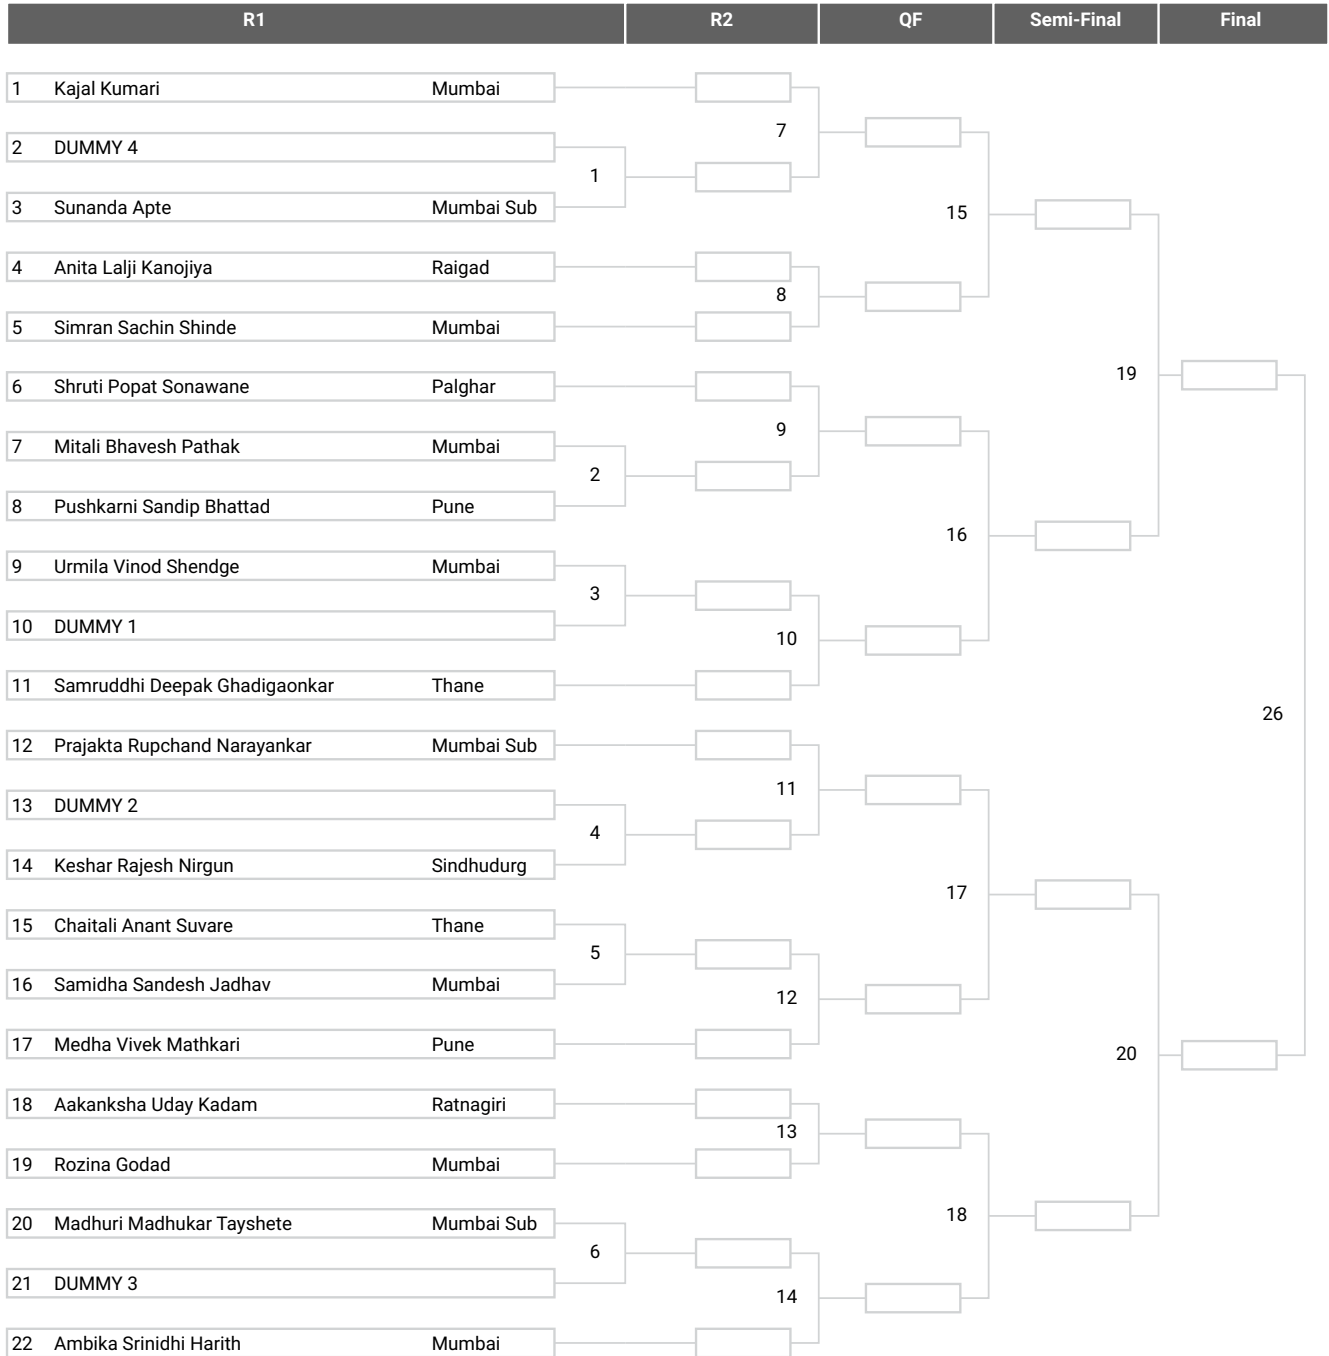 R1 R2 QF Semi-Final Final
1 Kajal Kumari Mumbai
7
2 DUMMY 4
1
3 Sunanda Apte Mumbai Sub
15
4 Anita Lalji Kanojiya Raigad
8
5 Simran Sachin Shinde Mumbai
19
6 Shruti Popat Sonawane Palghar
9
7 Mitali Bhavesh Pathak Mumbai
2
8 Pushkarni Sandip Bhattad Pune
16
9 Urmila Vinod Shendge Mumbai
3
10 DUMMY 1
10
11 Samruddhi Deepak Ghadigaonkar Thane
26
12 Prajakta Rupchand Narayankar Mumbai Sub
11
13 DUMMY 2
4
14 Keshar Rajesh Nirgun Sindhudurg
17
15 Chaitali Anant Suvare Thane
5
16 Samidha Sandesh Jadhav Mumbai
12
17 Medha Vivek Mathkari Pune
20
18 Aakanksha Uday Kadam Ratnagiri
13
19 Rozina Godad Mumbai
18
20 Madhuri Madhukar Tayshete Mumbai Sub
6
21 DUMMY 3
14
22 Ambika Srinidhi Harith Mumbai